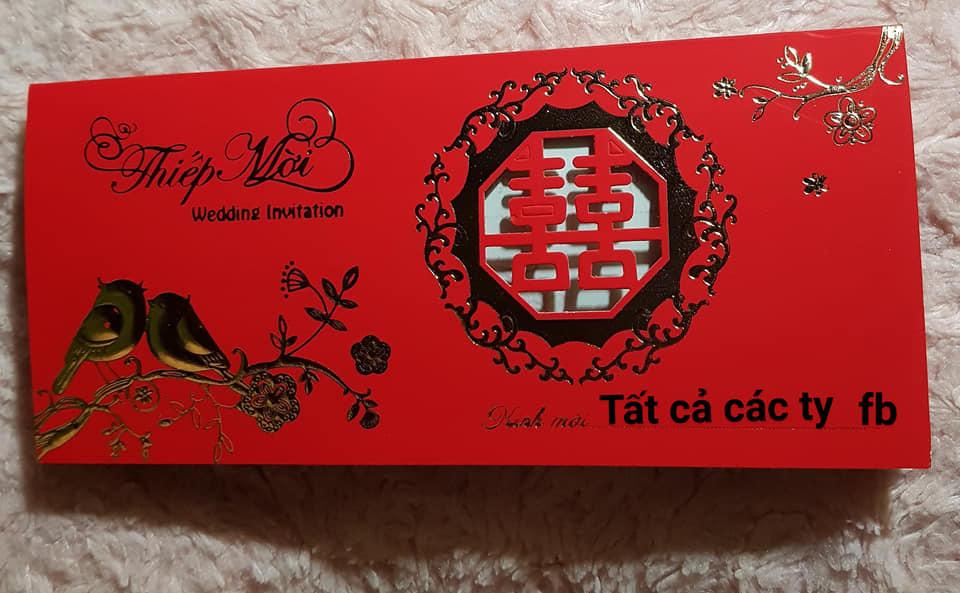 Thiếp Mời
Wedding Invitation
囍
Kính mời Tất cả các ty fb